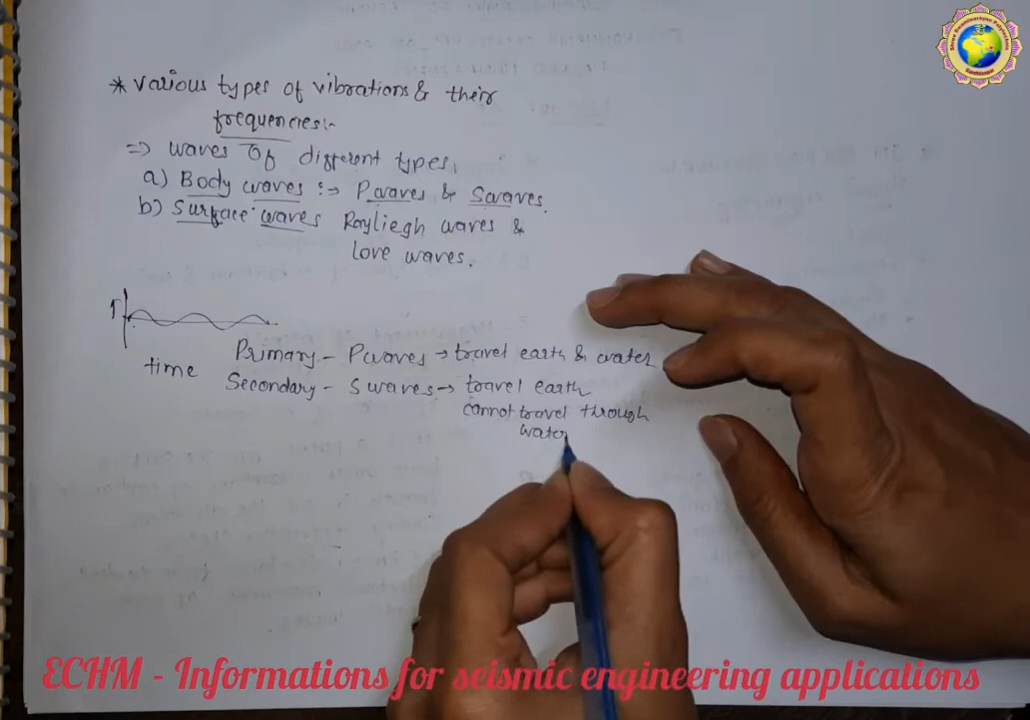 * Various types of vibrations & their
frequencies:-
=> waves of different types,
a) Body waves :-> P waves & S waves.
b) Surface waves Rayliegh waves &
love waves.
time
Primary - P waves → travel earth & water
Secondary - S waves → travel earth
cannot travel through
water
ECHM - Informations for seismic engineering applications